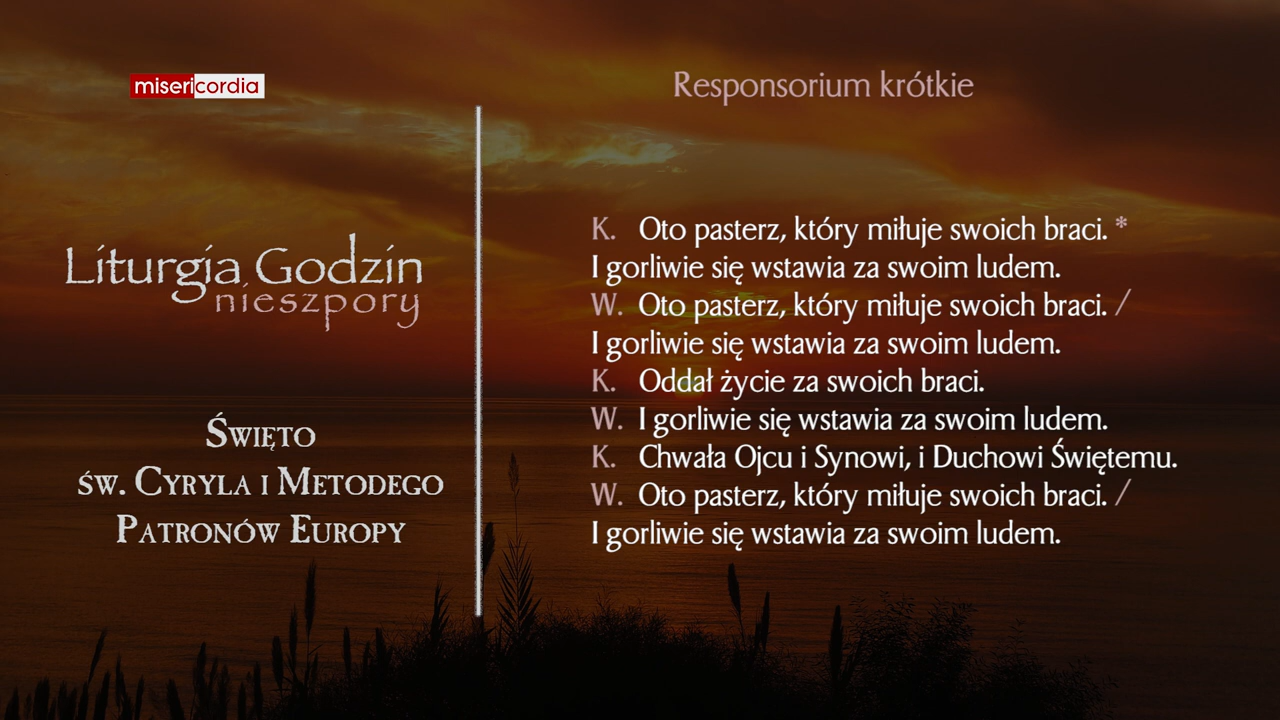 misericordia
Liturgia Godzin
nieszpory
Święto
św. Cyryla i Metodego
Patronów Europy
Responsorium krótkie
K. Oto pasterz, który miłuje swoich braci. *
I gorliwie się wstawia za swoim ludem.
W. Oto pasterz, który miłuje swoich braci. /
I gorliwie się wstawia za swoim ludem.
K. Oddał życie za swoich braci.
W. I gorliwie się wstawia za swoim ludem.
K. Chwała Ojcu i Synowi, i Duchowi Świętemu.
W. Oto pasterz, który miłuje swoich braci. /
I gorliwie się wstawia za swoim ludem.